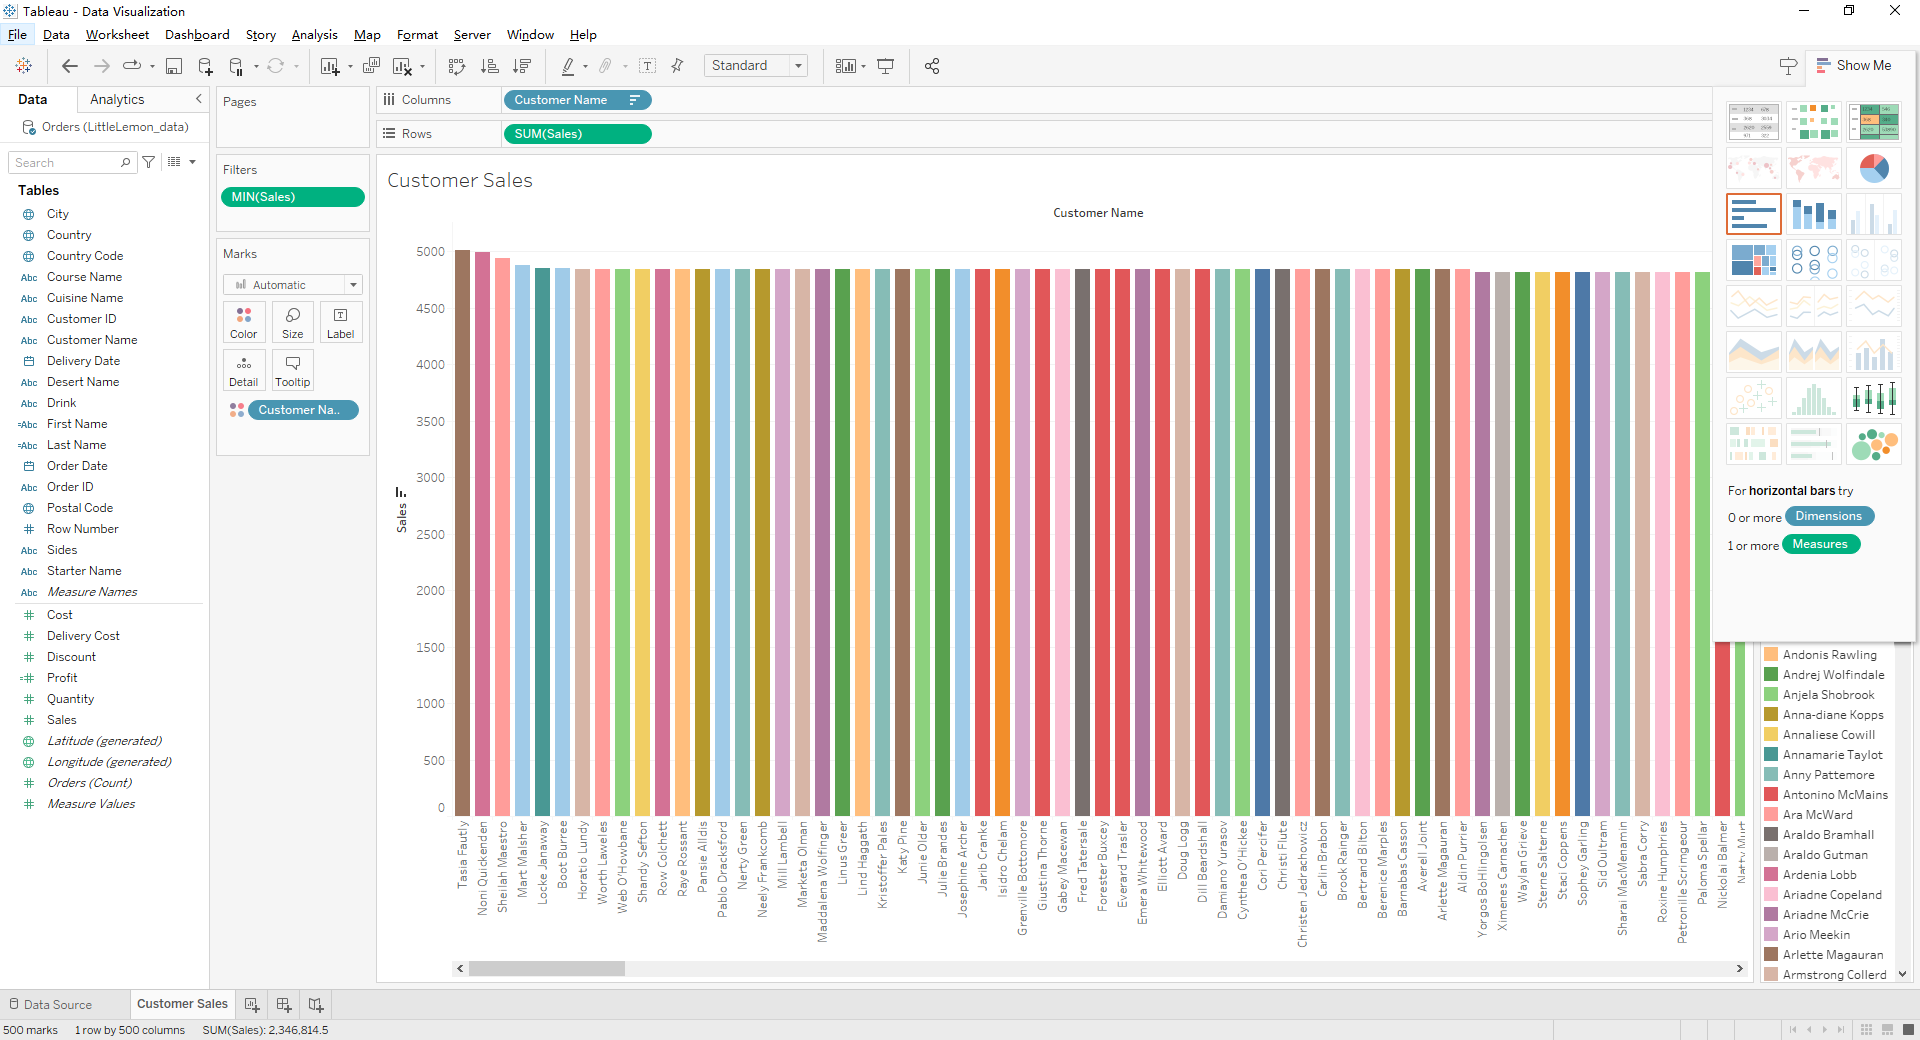 Tableau - Data Visualization
File Data Worksheet Dashboard Story Analysis Map Format Server Window Help
Standard
Show Me
Data Analytics
Orders (LittleLemon_data)
Search
Tables
City
Country
Country Code
Abc Course Name
Abc Cuisine Name
Abc Customer ID
Abc Customer Name
Delivery Date
Abc Desert Name
Abc Drink
=Abc First Name
=Abc Last Name
Order Date
Abc Order ID
Postal Code
# Row Number
Abc Sides
Abc Starter Name
Abc Measure Names
# Cost
# Delivery Cost
# Discount
=# Profit
# Quantity
# Sales
Latitude (generated)
Longitude (generated)
# Orders (Count)
# Measure Values
Pages
Filters
MIN(Sales)
Marks
Automatic
Color Size Label
Detail Tooltip
Customer Na..
Columns Customer Name
Rows SUM(Sales)
Customer Sales
Customer Name
Sales
5000
4500
4000
3500
3000
2500
2000
1500
1000
500
0
Tasia Fautly
Noni Quickenden
Sheilah Maestro
Mart Malsher
Locke Janaway
Boot Burree
Horatio Lundy
Worth Laweles
Web O'Howbane
Shandy Sefton
Row Colchett
Raye Rossant
Pansie Alldis
Pablo Dracksford
Nerty Green
Neely Frankcomb
Mill Lambell
Marketa Olman
Maddalena Wolfinger
Linus Greer
Lind Haggath
Kristoffer Pales
Katy Pine
Junie Older
Julie Brandes
Josephine Archer
Jarib Cranke
Isidro Chelam
Grenville Bottomore
Giustina Thorne
Gabey Macewan
Fred Tatersale
Forester Buxcey
Everard Trasler
Emera Whitewood
Elliott Avard
Doug Logg
Dill Beardshall
Damiano Yurasov
Cynthea O'Hickee
Cori Percifer
Christi Flute
Christen Jedrachowicz
Carlin Brabon
Brook Rainger
Bertrand Bilton
Berenice Marples
Barnabas Casson
Averell Joint
Arlette Magauran
Aldin Purrier
Yorgos BoHlingolsen
Ximenes Carnachen
Waylan Grieve
Sterne Salterne
Staci Coppens
Sophey Garling
Sid Oultram
Sharai MacMenamin
Sabra Corry
Roxine Humphries
Petronille Scrimgeour
Paloma Spellar
Nickolai Balmer
For horizontal bars try
0 or more Dimensions
1 or more Measures
Andonis Rawling
Andrej Wolfindale
Anjela Shobrook
Anna-diane Kopps
Annaliese Cowill
Annamarie Taylot
Anny Pattemore
Antonino McMains
Ara McWard
Araldo Bramhall
Araldo Gutman
Ardenia Lobb
Ariadne Copeland
Ariadne McCrie
Ario Meekin
Arlette Magauran
Armstrong Collerd
Data Source Customer Sales
500 marks 1 row by 500 columns SUM(Sales): 2,346,814.5